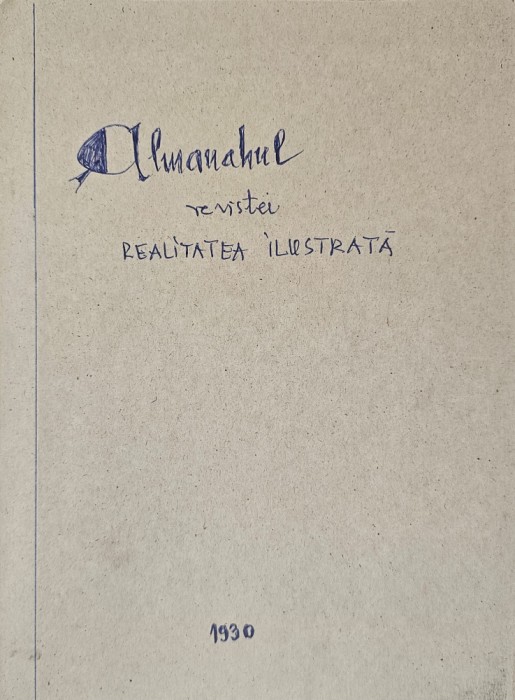 Almanahul
revistei
REALITATEA ILUSTRATĂ
1930